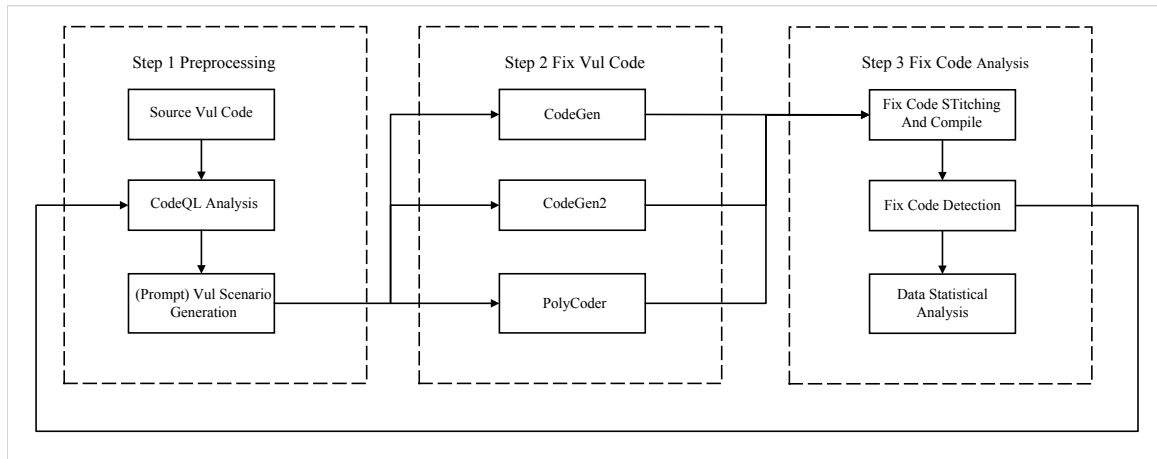 Step 1 Preprocessing
Source Vul Code
CodeQL Analysis
(Prompt) Vul Scenario
Generation
Step 2 Fix Vul Code
CodeGen
CodeGen2
PolyCoder
Step 3 Fix Code Analysis
Fix Code STitching
And Compile
Fix Code Detection
Data Statistical
Analysis